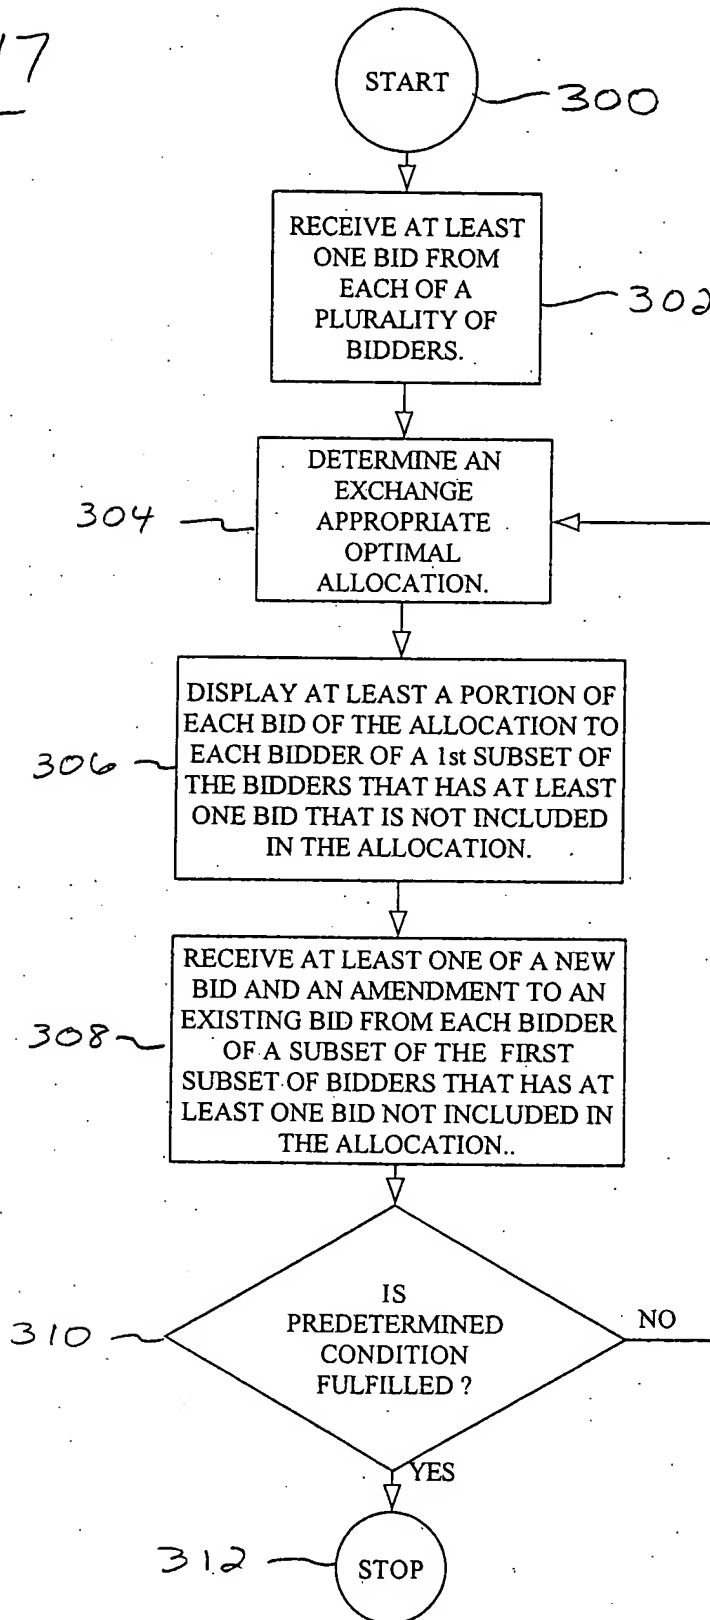 17
START
300
RECEIVE AT LEAST
ONE BID FROM
EACH OF A
PLURALITY OF
BIDDERS.
302
DETERMINE AN
EXCHANGE
APPROPRIATE
OPTIMAL
ALLOCATION.
304
DISPLAY AT LEAST A PORTION OF
EACH BID OF THE ALLOCATION TO
EACH BIDDER OF A 1st SUBSET OF
THE BIDDERS THAT HAS AT LEAST
ONE BID THAT IS NOT INCLUDED
IN THE ALLOCATION.
306
RECEIVE AT LEAST ONE OF A NEW
BID AND AN AMENDMENT TO AN
EXISTING BID FROM EACH BIDDER
OF A SUBSET OF THE FIRST
SUBSET OF BIDDERS THAT HAS AT
LEAST ONE BID NOT INCLUDED IN
THE ALLOCATION..
308
IS
PREDETERMINED
CONDITION
FULFILLED ?
310
NO
YES
312
STOP